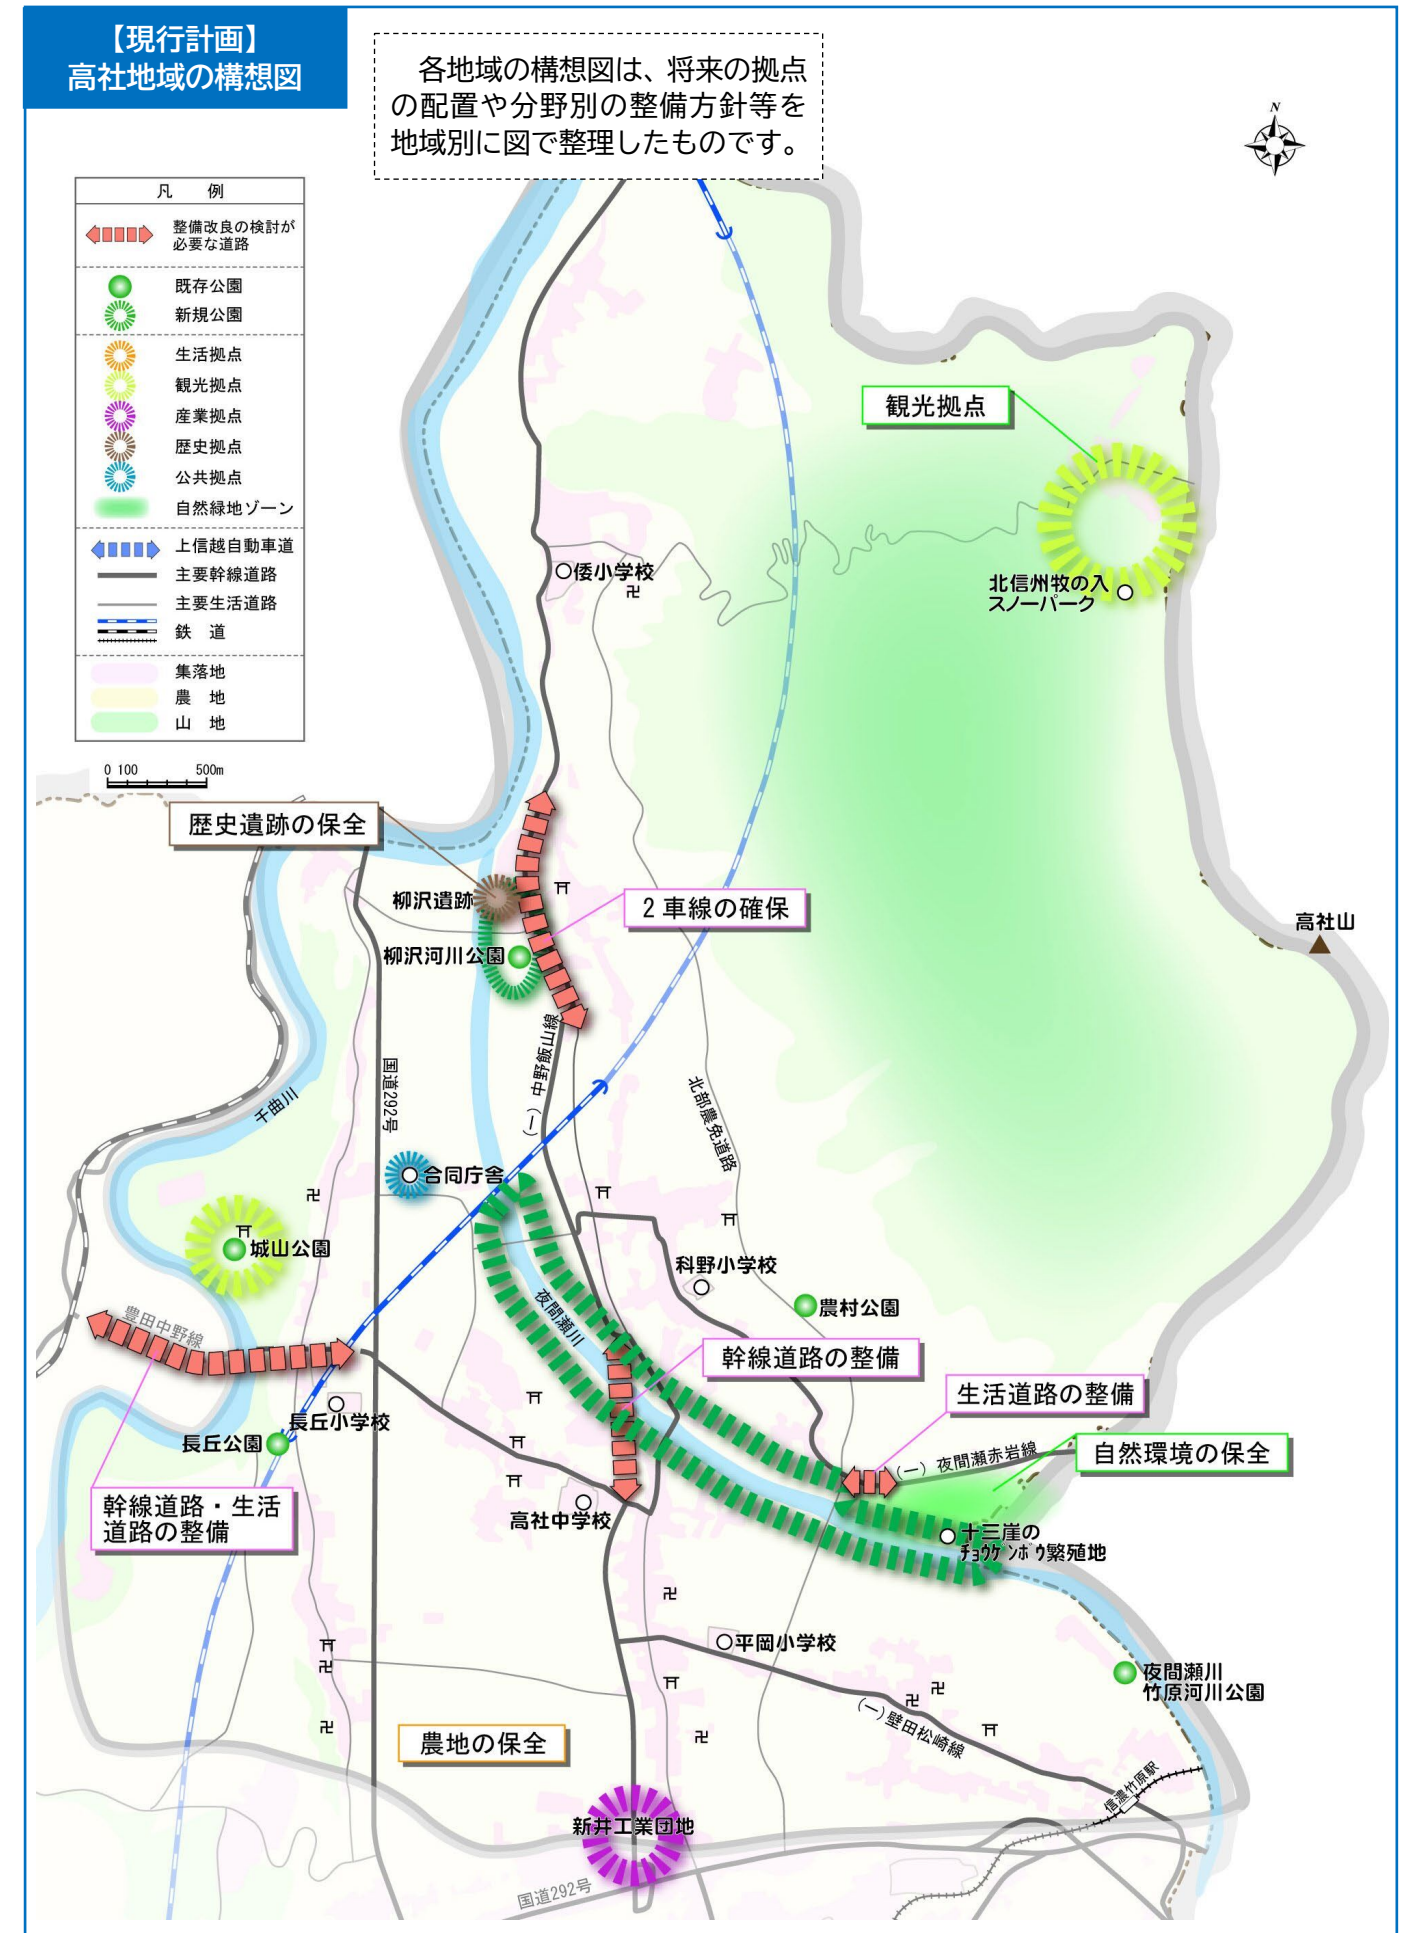 【現行計画】
高社地域の構想図
各地域の構想図は、将来の拠点
の配置や分野別の整備方針等を
地域別に図で整理したものです。
N
凡 例
整備改良の検討が
必要な道路
既存公園
新規公園
生活拠点
観光拠点
産業拠点
歴史拠点
公共拠点
自然緑地ゾーン
上信越自動車道
主要幹線道路
主要生活道路
鉄 道
集落地
農 地
山 地
0 100 500m
観光拠点
倭小学校
北信州牧の入
スノーパーク
歴史遺跡の保全
柳沢遺跡
2車線の確保
高社山
柳沢河川公園
(一)中野飯山線
国道292号
千曲川
北部農免道路
合同庁舎
城山公園
科野小学校
農村公園
夜間瀬川
豊田中野線
幹線道路の整備
生活道路の整備
長丘小学校
長丘公園
(一)夜間瀬赤岩線
自然環境の保全
幹線道路・生活
道路の整備
高社中学校
十三崖の
チョウゲンボウ繁殖地
平岡小学校
夜間瀬川
竹原河川公園
(一)壁田松崎線
農地の保全
信濃竹原駅
新井工業団地
国道292号